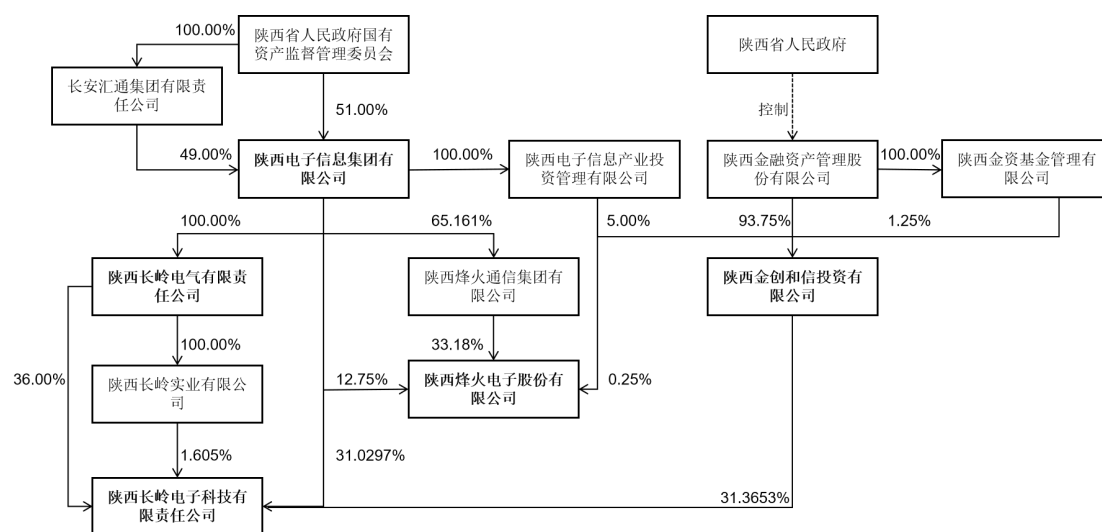 100.00%
陕西省人民政府国有
资产监督管理委员会
陕西省人民政府
长安汇通集团有限责
任公司
51.00%
控制
49.00%
陕西电子信息集团有
限公司
100.00%
陕西电子信息产业投
资管理有限公司
陕西金融资产管理股
份有限公司
100.00%
陕西金资基金管理有
限公司
100.00%
65.161%
5.00%
93.75%
1.25%
陕西长岭电气有限责
任公司
陕西烽火通信集团有
限公司
陕西金创和信投资有
限公司
100.00%
33.18%
36.00%
陕西长岭实业有限公
司
12.75%
陕西烽火电子股份有
限公司
0.25%
1.605%
31.0297%
陕西长岭电子科技有
限责任公司
31.3653%